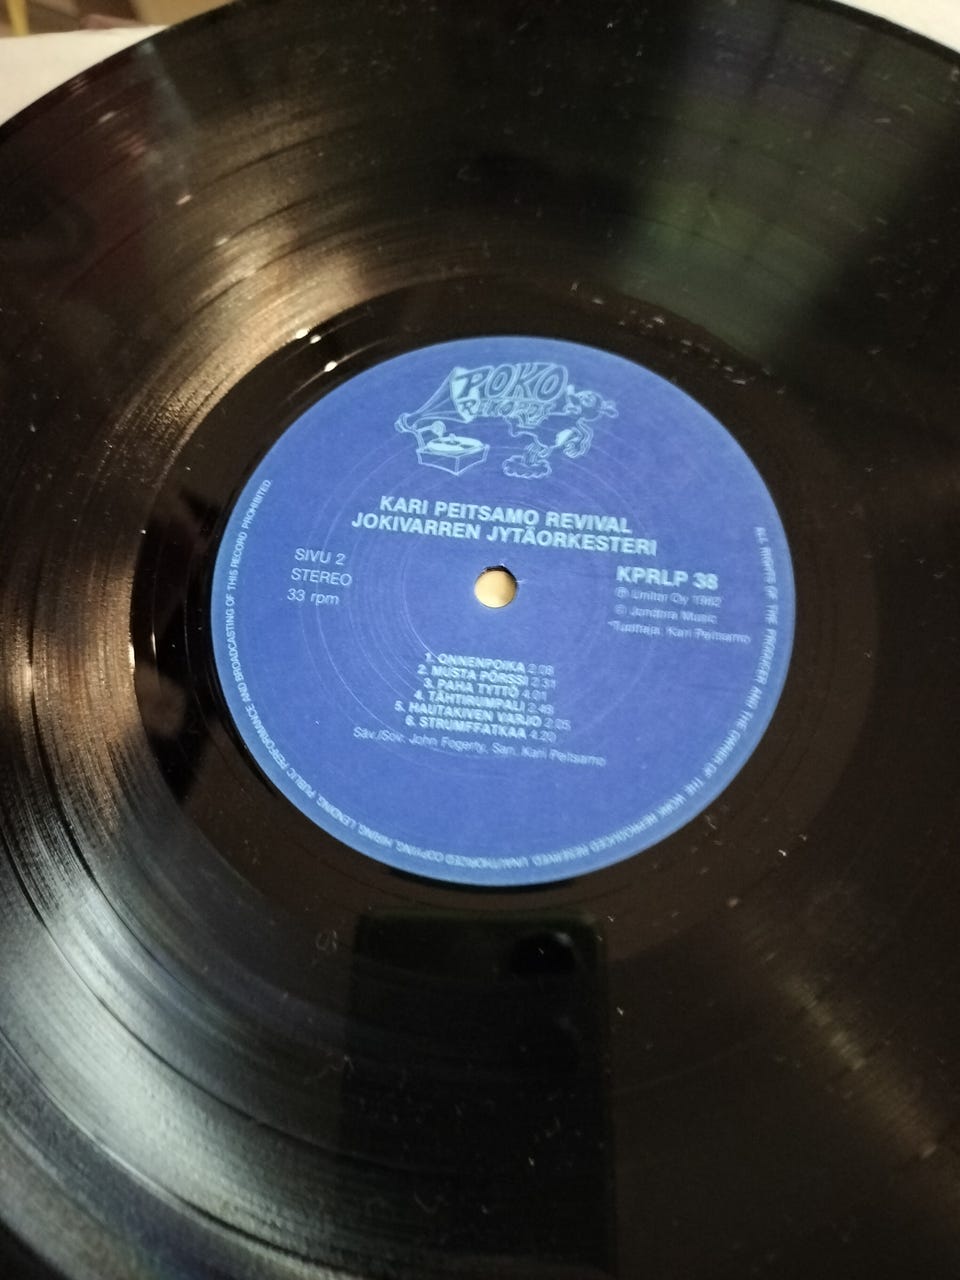 POKO
RECORDS
KARI PEITSAMO REVIVAL
JOKIVARREN JYTÄORKESTERI
SIVU 2
STEREO
33 rpm
KPRLP 38
℗ Limitor Oy 1982
© Jondora Music
Tuottaja: Kari Peitsamo
1. ONNENPOIKA 2.08
2. MUSTA PÖRSSI 2.31
3. PAHA TYTTÖ 4.01
4. TÄHTIRUMPALI 2.48
5. HAUTAKIVEN VARJO 2.05
6. STRUMFFATKAA 4.20
Säv./Sov. John Fogerty, San. Kari Peitsamo
ALL RIGHTS OF THE PRODUCER AND THE OWNER OF THE WORK REPRODUCED RESERVED. UNAUTHORIZED COPYING, HIRING, LENDING, PUBLIC PERFORMANCE AND BROADCASTING OF THIS RECORD PROHIBITED